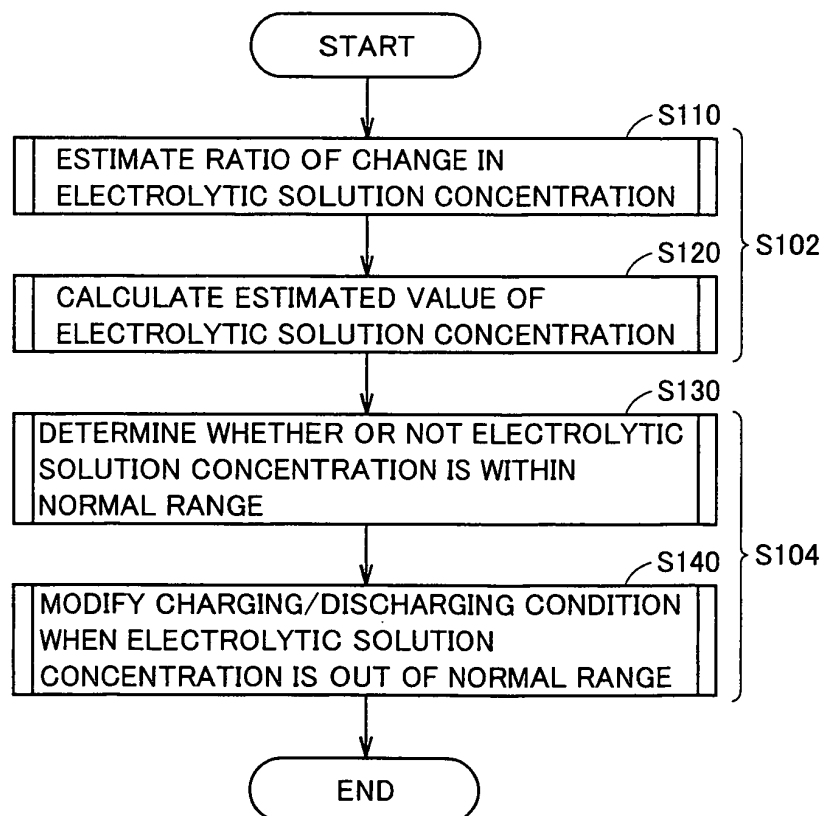 START
S110
ESTIMATE RATIO OF CHANGE IN
ELECTROLYTIC SOLUTION CONCENTRATION
S102
S120
CALCULATE ESTIMATED VALUE OF
ELECTROLYTIC SOLUTION CONCENTRATION
S130
DETERMINE WHETHER OR NOT ELECTROLYTIC
SOLUTION CONCENTRATION IS WITHIN
NORMAL RANGE
S104
S140
MODIFY CHARGING/DISCHARGING CONDITION
WHEN ELECTROLYTIC SOLUTION
CONCENTRATION IS OUT OF NORMAL RANGE
END